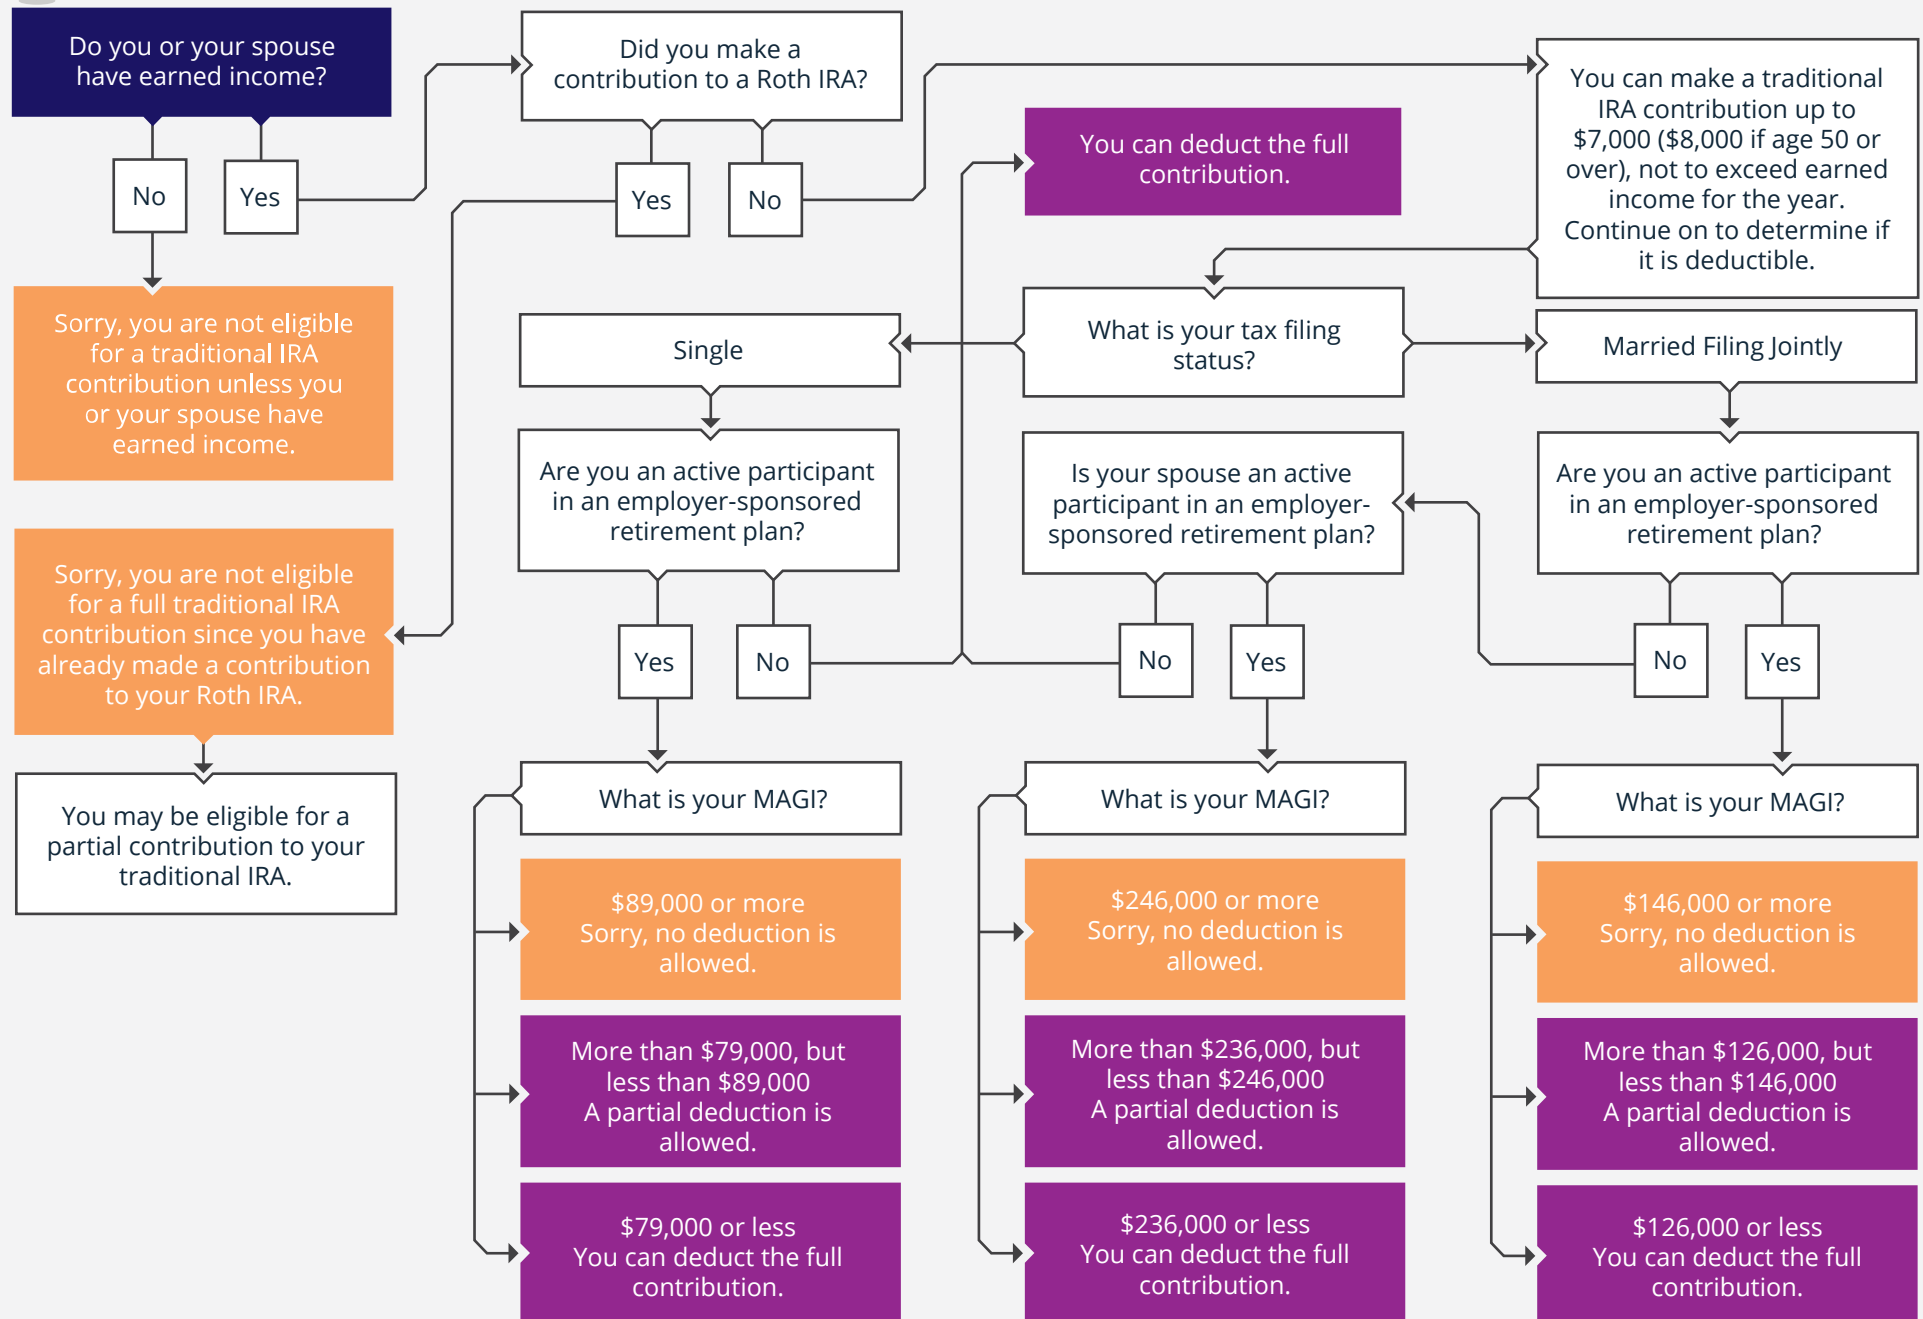 Do you or your spouse
have earned income?
No
Yes
Sorry, you are not eligible
for a traditional IRA
contribution unless you
or your spouse have
earned income.
Did you make a
contribution to a Roth IRA?
Yes
No
Sorry, you are not eligible
for a full traditional IRA
contribution since you have
already made a contribution
to your Roth IRA.
You may be eligible for a
partial contribution to your
traditional IRA.
You can make a traditional
IRA contribution up to
$7,000 ($8,000 if age 50 or
over), not to exceed earned
income for the year.
Continue on to determine if
it is deductible.
You can deduct the full
contribution.
What is your tax filing
status?
Single
Married Filing Jointly
Are you an active participant
in an employer-sponsored
retirement plan?
Yes
No
Is your spouse an active
participant in an employer-
sponsored retirement plan?
No
Yes
Are you an active participant
in an employer-sponsored
retirement plan?
No
Yes
What is your MAGI?
$89,000 or more
Sorry, no deduction is
allowed.
More than $79,000, but
less than $89,000
A partial deduction is
allowed.
$79,000 or less
You can deduct the full
contribution.
What is your MAGI?
$246,000 or more
Sorry, no deduction is
allowed.
More than $236,000, but
less than $246,000
A partial deduction is
allowed.
$236,000 or less
You can deduct the full
contribution.
What is your MAGI?
$146,000 or more
Sorry, no deduction is
allowed.
More than $126,000, but
less than $146,000
A partial deduction is
allowed.
$126,000 or less
You can deduct the full
contribution.